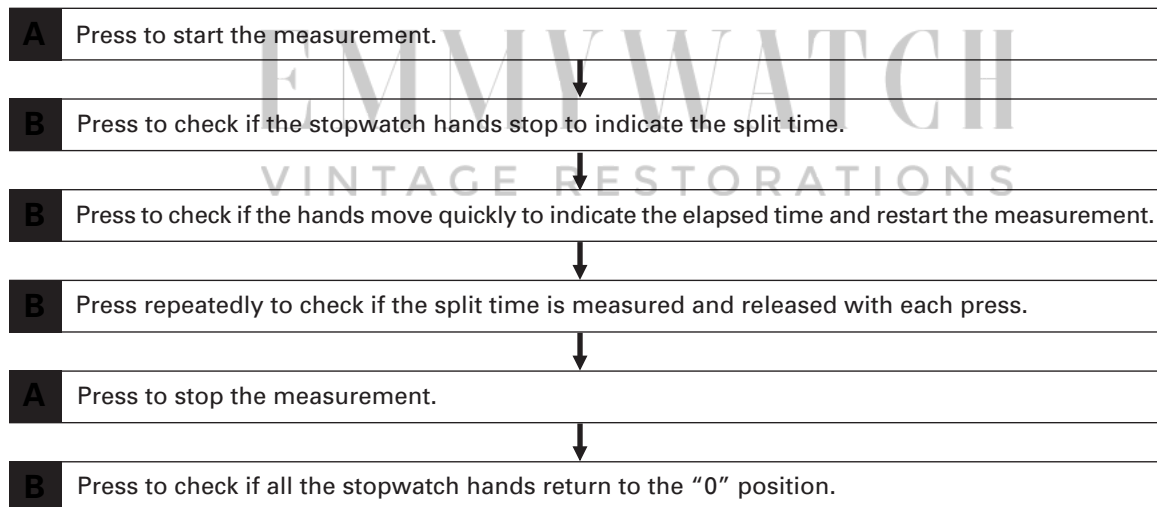 A Press to start the measurement.
EMMYWATCH
B Press to check if the stopwatch hands stop to indicate the split time.
VINTAGE RESTORATIONS
B Press to check if the hands move quickly to indicate the elapsed time and restart the measurement.
B Press repeatedly to check if the split time is measured and released with each press.
A Press to stop the measurement.
B Press to check if all the stopwatch hands return to the “0” position.